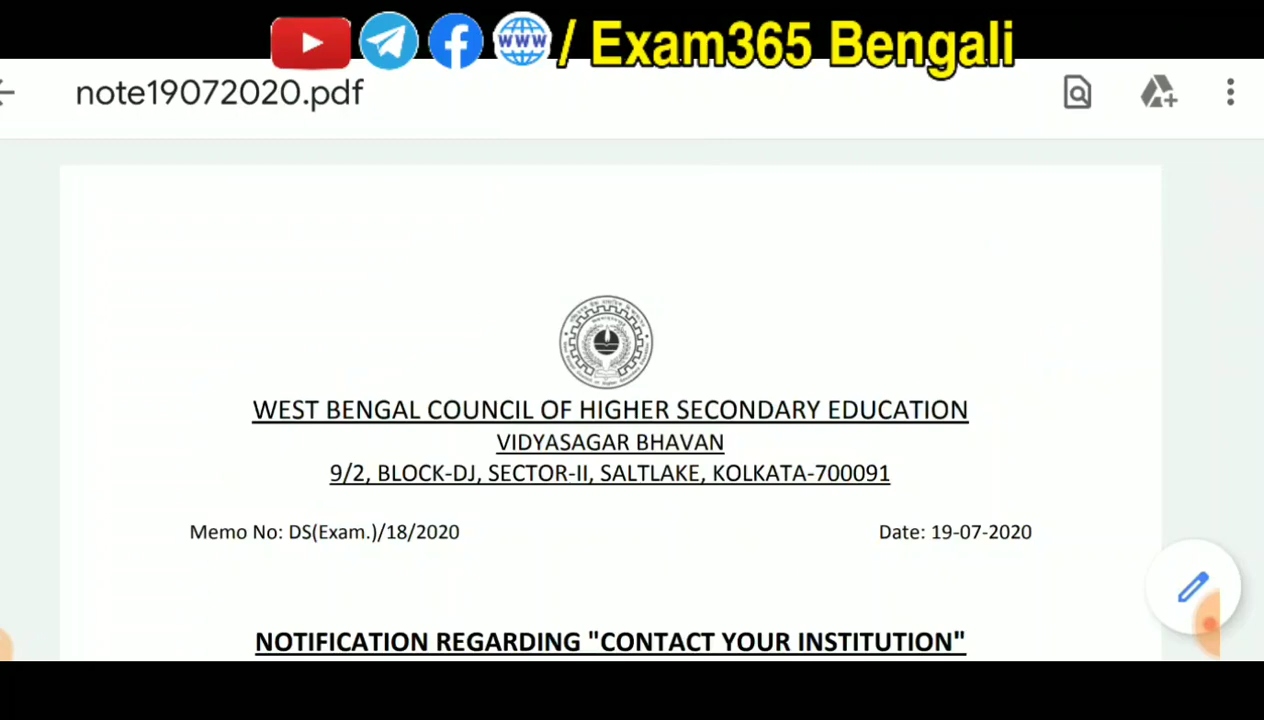 www / Exam365 Bengali
note19072020.pdf
WEST BENGAL COUNCIL OF HIGHER SECONDARY EDUCATION
VIDYASAGAR BHAVAN
9/2, BLOCK-DJ, SECTOR-II, SALTLAKE, KOLKATA-700091
Memo No: DS(Exam.)/18/2020 Date: 19-07-2020
NOTIFICATION REGARDING "CONTACT YOUR INSTITUTION"